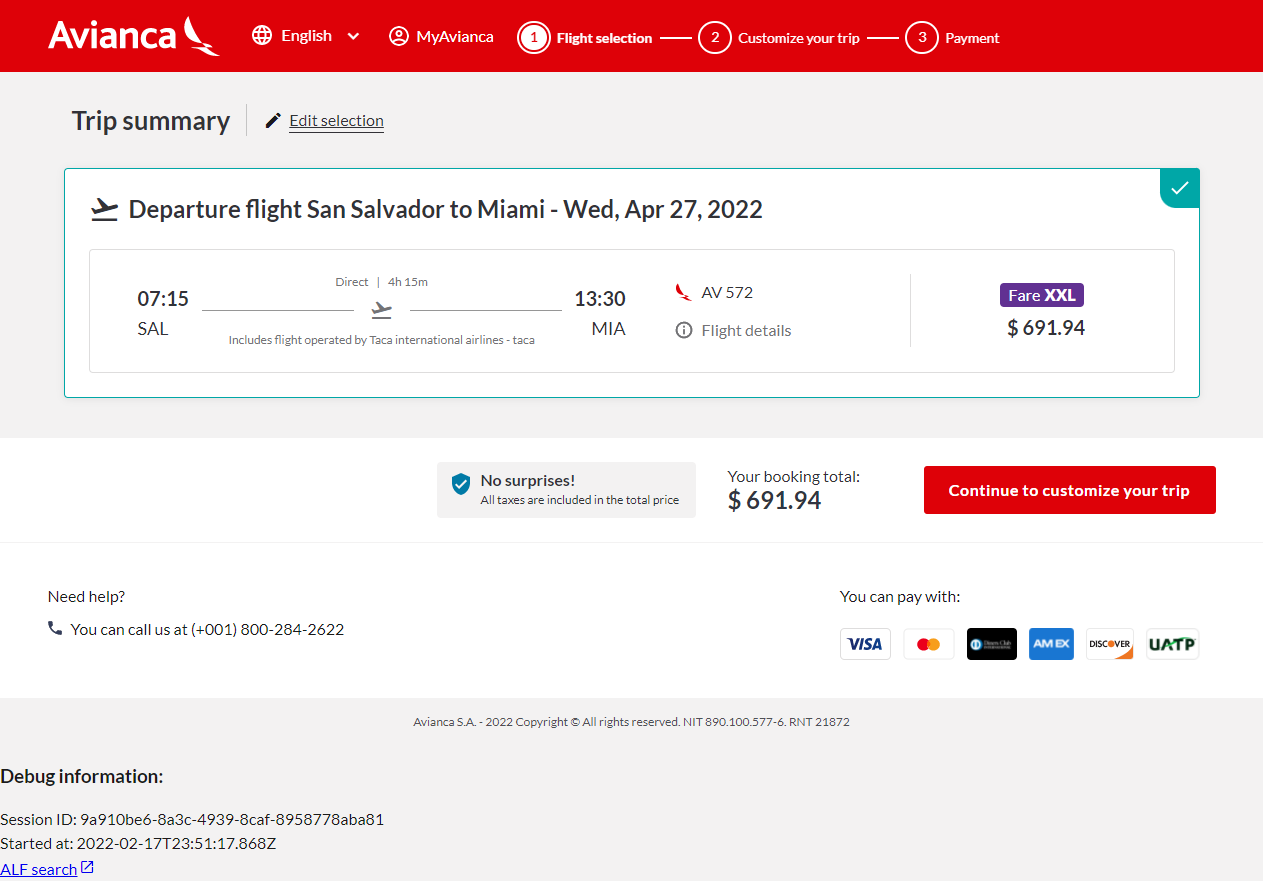 Avianca English MyAvianca 1 Flight selection 2 Customize your trip 3 Payment
Trip summary Edit selection
Departure flight San Salvador to Miami - Wed, Apr 27, 2022
Direct | 4h 15m
07:15 13:30 AV 572 Fare XXL
SAL MIA Flight details $ 691.94
Includes flight operated by Taca international airlines - taca
No surprises!
All taxes are included in the total price
Your booking total:
$ 691.94
Continue to customize your trip
Need help?
You can call us at (+001) 800-284-2622
You can pay with:
VISA Diners Club INTERNATIONAL AMEX DISCOVER UATP
Avianca S.A. - 2022 Copyright © All rights reserved. NIT 890.100.577-6. RNT 21872
Debug information:
Session ID: 9a910be6-8a3c-4939-8caf-8958778aba81
Started at: 2022-02-17T23:51:17.868Z
ALF search